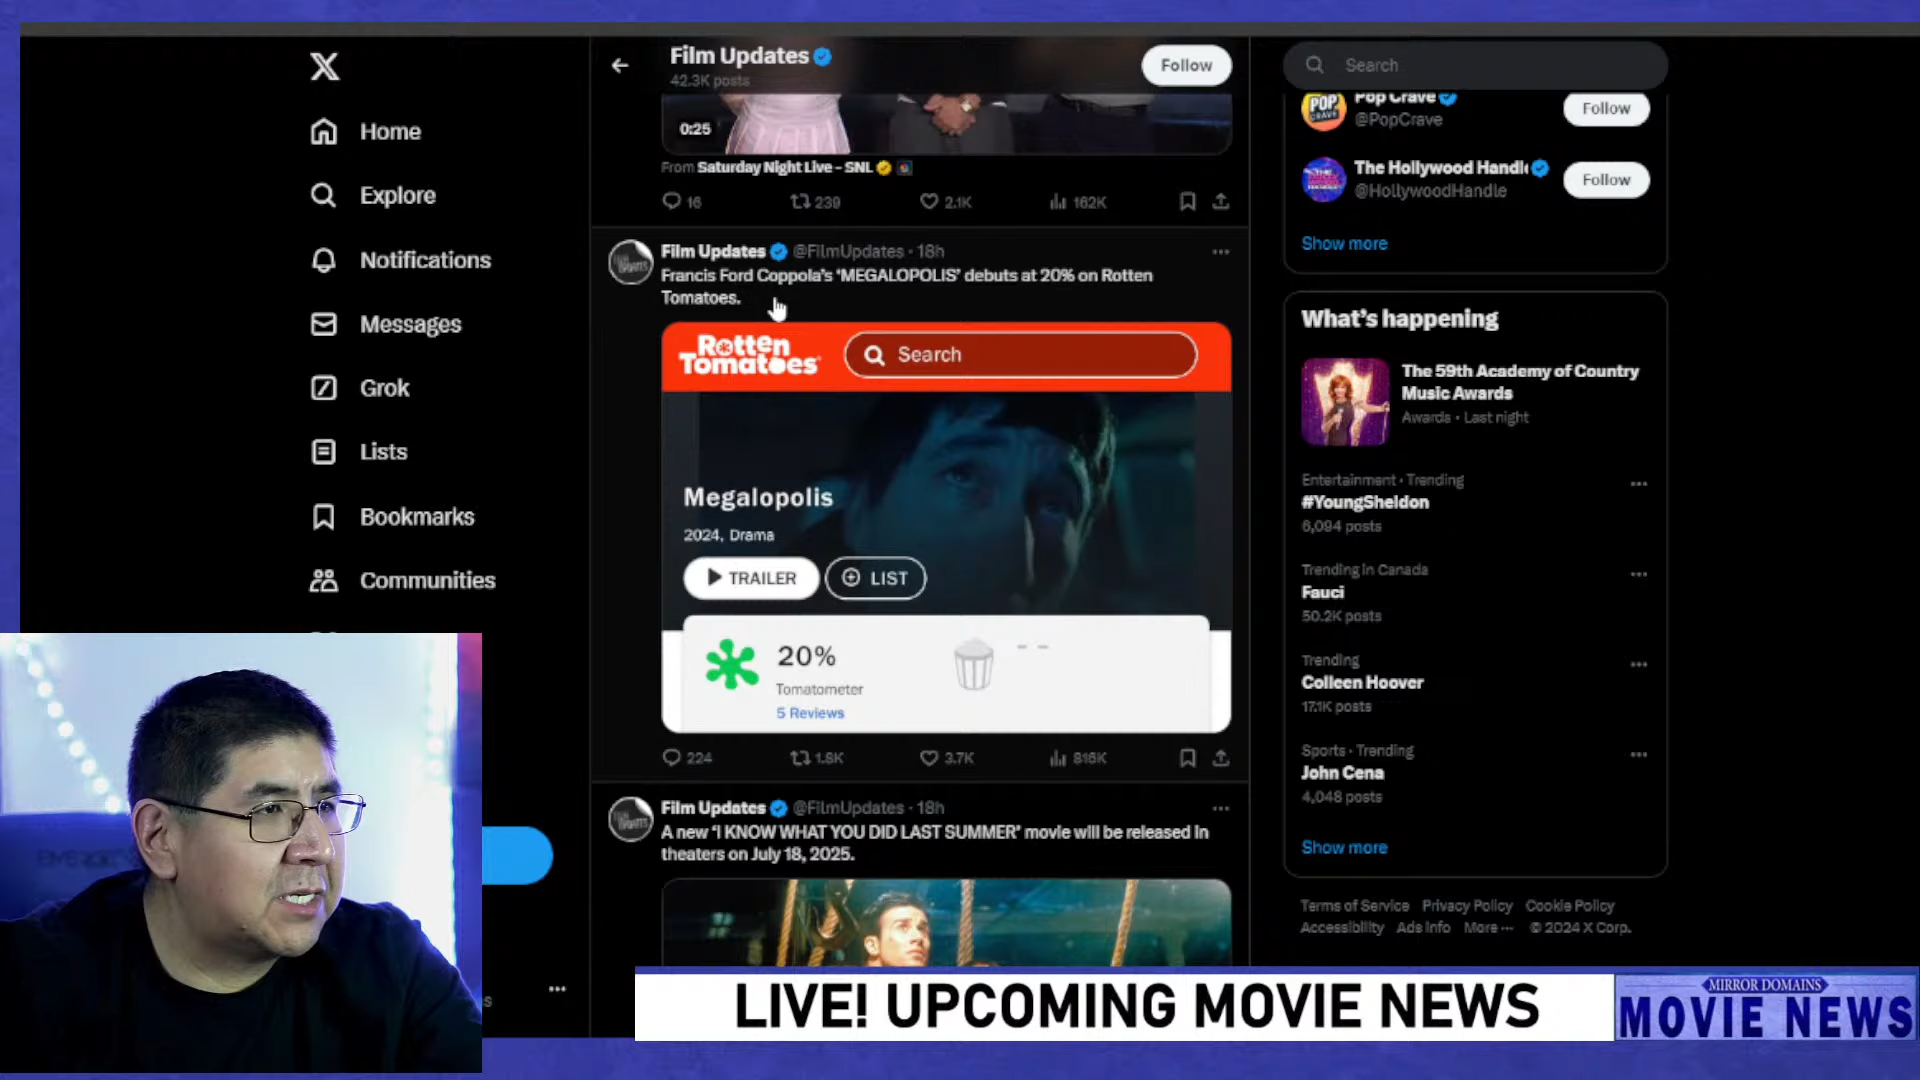 Home
Explore
Notifications
Messages
Grok
Lists
Bookmarks
Communities
Film Updates
42.3K posts
Follow
0:25
From Saturday Night Live - SNL
16
239
2.1K
162K
Film Updates @FilmUpdates · 18h
Francis Ford Coppola's 'MEGALOPOLIS' debuts at 20% on Rotten
Tomatoes.
Rotten
Tomatoes
Search
Megalopolis
2024, Drama
TRAILER
LIST
20%
Tomatometer
5 Reviews
- -
224
1.8K
3.7K
816K
Film Updates @FilmUpdates · 18h
A new 'I KNOW WHAT YOU DID LAST SUMMER' movie will be released in
theaters on July 18, 2025.
Search
POP
CRAVE
Pop Crave
@PopCrave
Follow
The Hollywood Handle
@HollywoodHandle
Follow
Show more
What's happening
The 59th Academy of Country
Music Awards
Awards · Last night
Entertainment · Trending
#YoungSheldon
6,094 posts
Trending in Canada
Fauci
50.2K posts
Trending
Colleen Hoover
17.1K posts
Sports · Trending
John Cena
4,048 posts
Show more
Terms of Service Privacy Policy Cookie Policy
Accessibility Ads info More ··· © 2024 X Corp.
LIVE! UPCOMING MOVIE NEWS
MIRROR DOMAINS
MOVIE NEWS